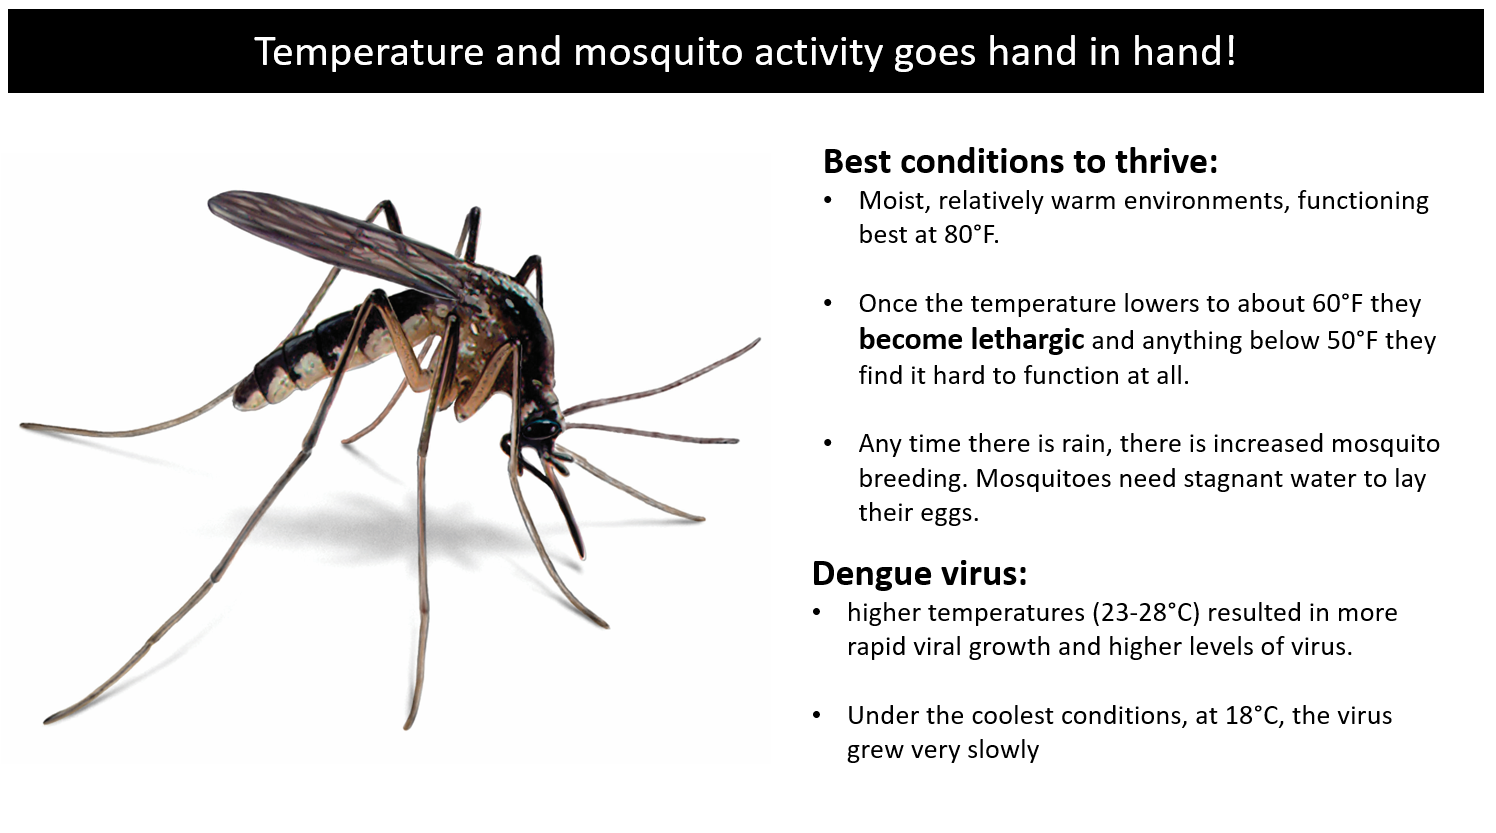 Temperature and mosquito activity goes hand in hand!
Best conditions to thrive:
• Moist, relatively warm environments, functioning
best at 80°F.
• Once the temperature lowers to about 60°F they
become lethargic and anything below 50°F they
find it hard to function at all.
• Any time there is rain, there is increased mosquito
breeding. Mosquitoes need stagnant water to lay
their eggs.
Dengue virus:
• higher temperatures (23-28°C) resulted in more
rapid viral growth and higher levels of virus.
• Under the coolest conditions, at 18°C, the virus
grew very slowly